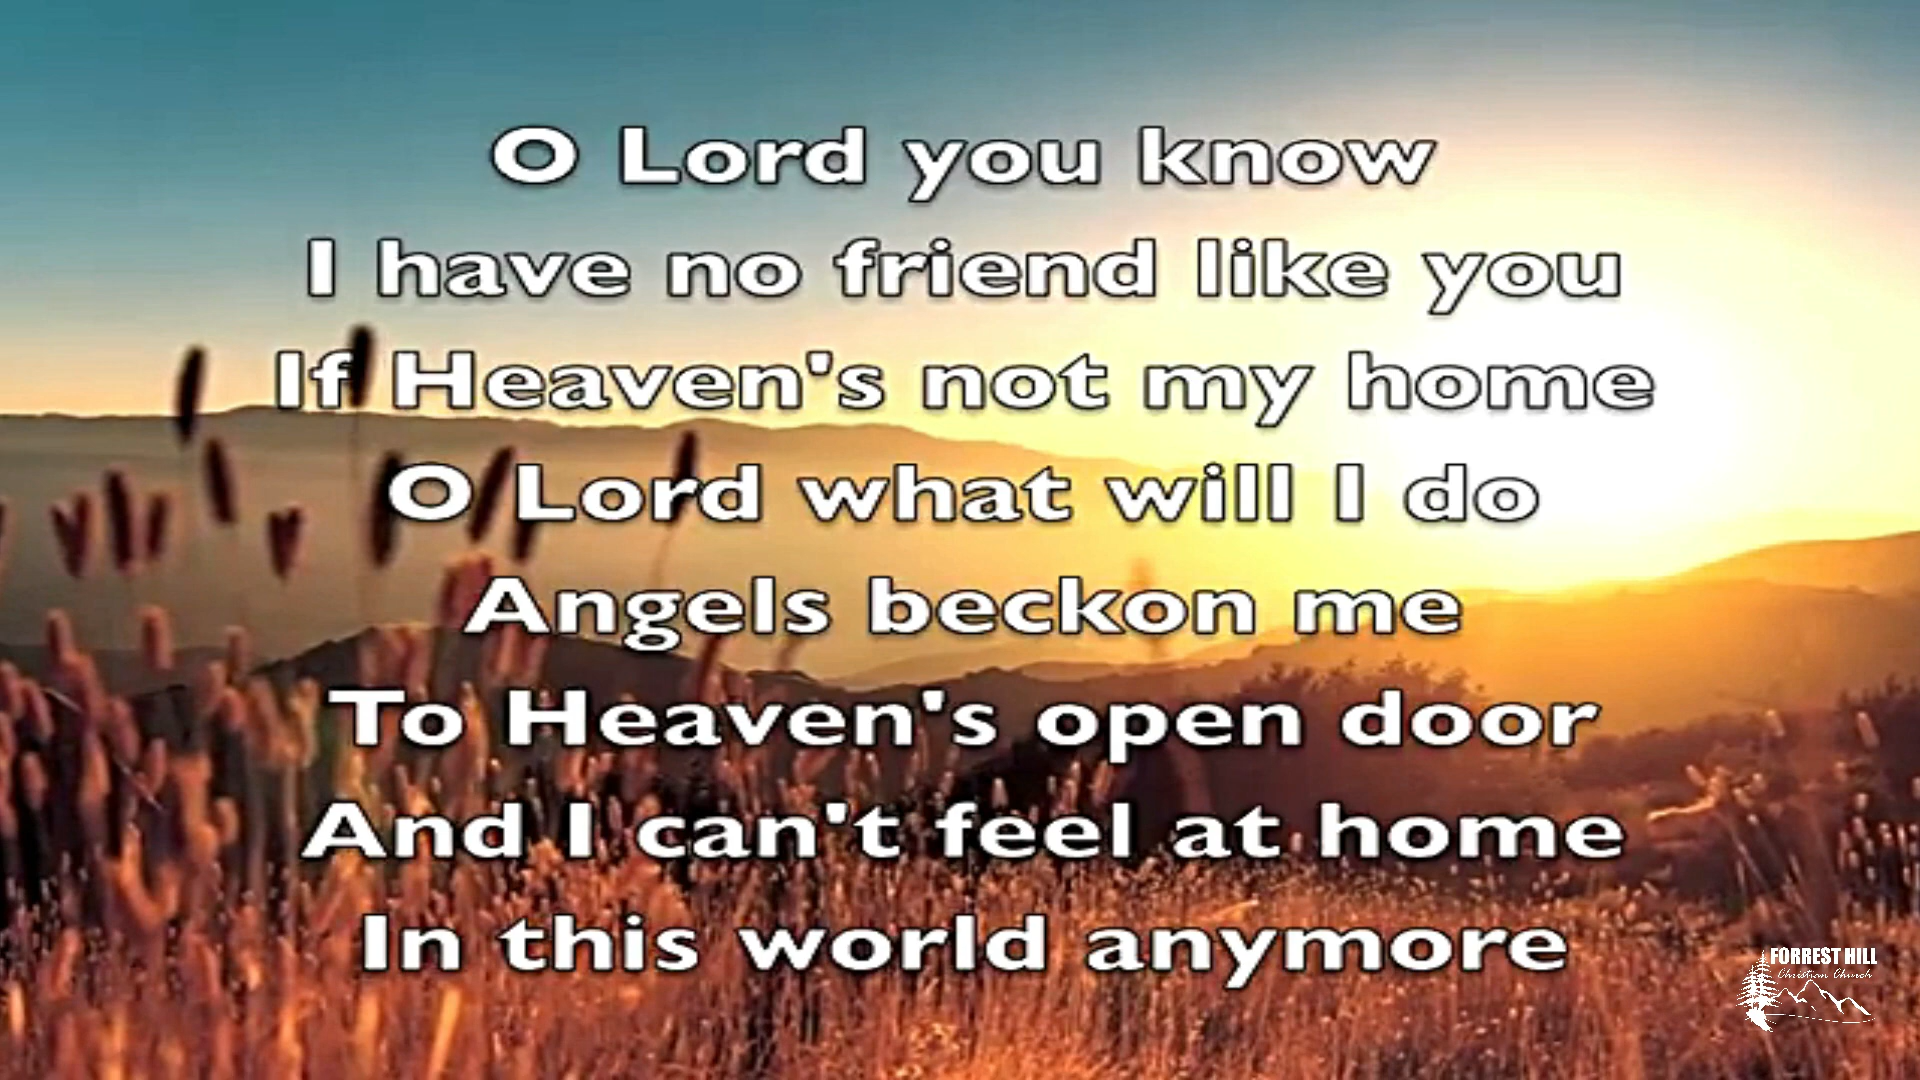 O Lord you know
I have no friend like you
If Heaven's not my home
O Lord what will I do
Angels beckon me
To Heaven's open door
And I can't feel at home
In this world anymore
FORREST HILL
Christian Church